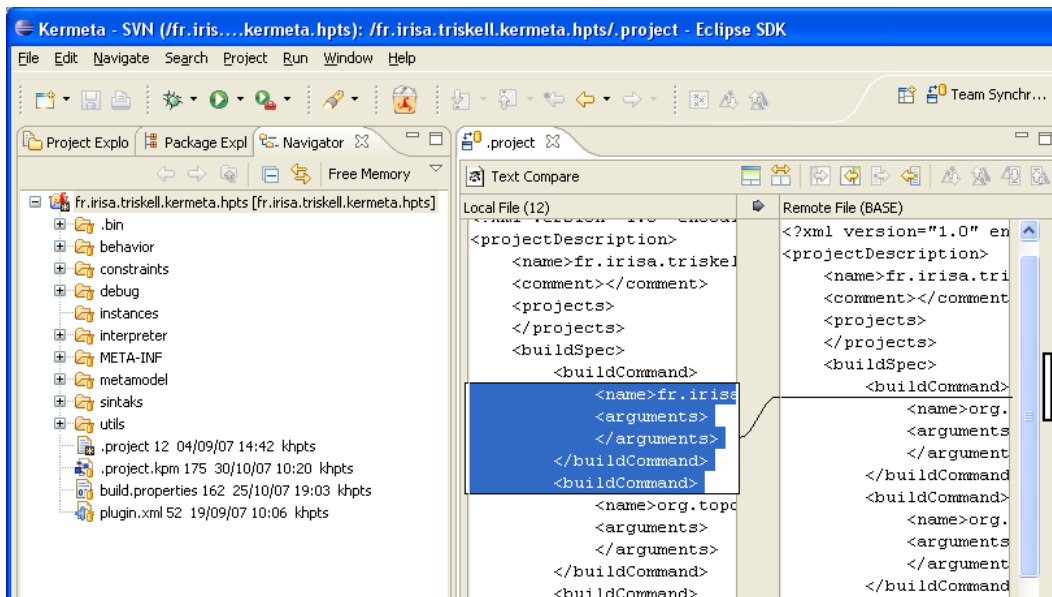 Kermeta - SVN (/fr.iris....kermeta.hpts): /fr.irisa.triskell.kermeta.hpts/.project - Eclipse SDK
File Edit Navigate Search Project Run Window Help
Team Synchr...
Project Explo Package Expl Navigator
Free Memory
fr.irisa.triskell.kermeta.hpts [fr.irisa.triskell.kermeta.hpts]
.bin
behavior
constraints
debug
instances
interpreter
META-INF
metamodel
sintaks
utils
.project 12 04/09/07 14:42 khpts
.project.kpm 175 30/10/07 10:20 khpts
build.properties 162 25/10/07 19:03 khpts
plugin.xml 52 19/09/07 10:06 khpts
.project
Text Compare
Local File (12)
<projectDescription>
<name>fr.irisa.triskel
<comment></comment>
<projects>
</projects>
<buildSpec>
<buildCommand>
<name>fr.irisa
<arguments>
</arguments>
</buildCommand>
<buildCommand>
<name>org.topc
<arguments>
</arguments>
</buildCommand>
<buildCommand>
Remote File (BASE)
<?xml version="1.0" en
<projectDescription>
<name>fr.irisa.tri
<comment></comment
<projects>
</projects>
<buildSpec>
<buildCommand>
<name>org.
<arguments
</argument
</buildCommand>
<buildCommand>
<name>org.
<arguments
</argument
</buildCommand